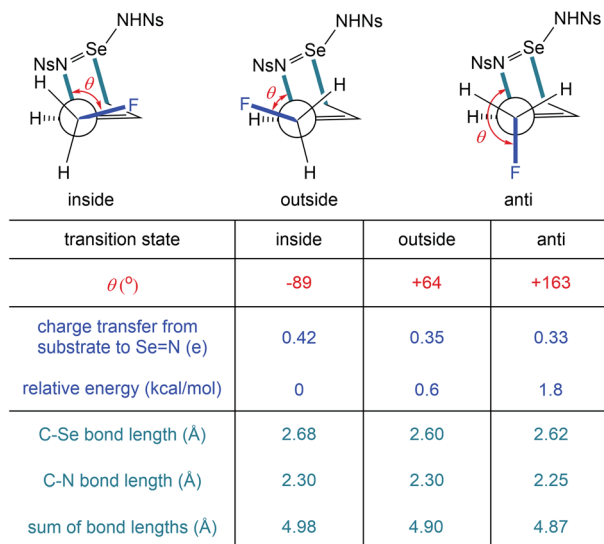 NHNs
Se
NsN
H
θ
F
H
H
inside
NHNs
Se
NsN
θ
H
F
H
H
outside
NHNs
Se
NsN
H
H
H
θ
F
anti
transition state inside outside anti
θ (°) -89 +64 +163
charge transfer from
substrate to Se=N (e) 0.42 0.35 0.33
relative energy (kcal/mol) 0 0.6 1.8
C-Se bond length (Å) 2.68 2.60 2.62
C-N bond length (Å) 2.30 2.30 2.25
sum of bond lengths (Å) 4.98 4.90 4.87